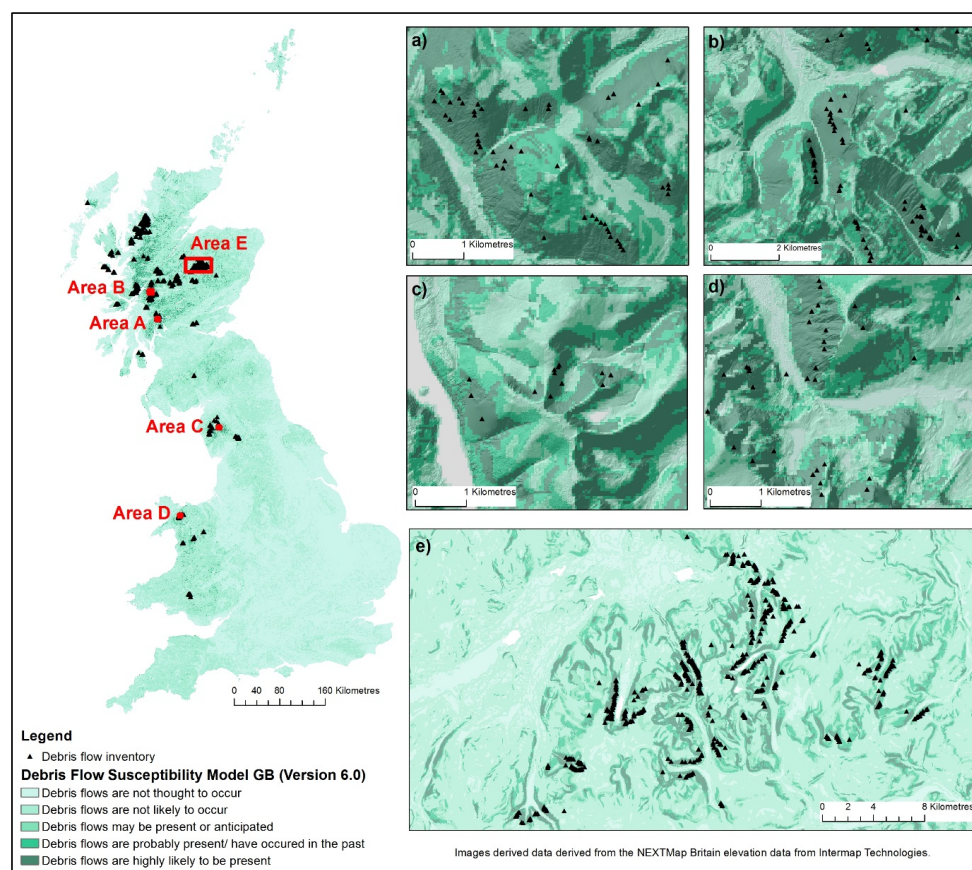 Area E
Area B
Area A
Area C
Area D
0 40 80 160 Kilometres
Legend
Debris flow inventory
Debris Flow Susceptibility Model GB (Version 6.0)
Debris flows are not thought to occur
Debris flows are not likely to occur
Debris flows may be present or anticipated
Debris flows are probably present/ have occured in the past
Debris flows are highly likely to be present
a)
0 1 Kilometres
b)
0 2 Kilometres
c)
0 1 Kilometres
d)
0 1 Kilometres
e)
0 2 4 8 Kilometres
Images derived data derived from the NEXTMap Britain elevation data from Intermap Technologies.